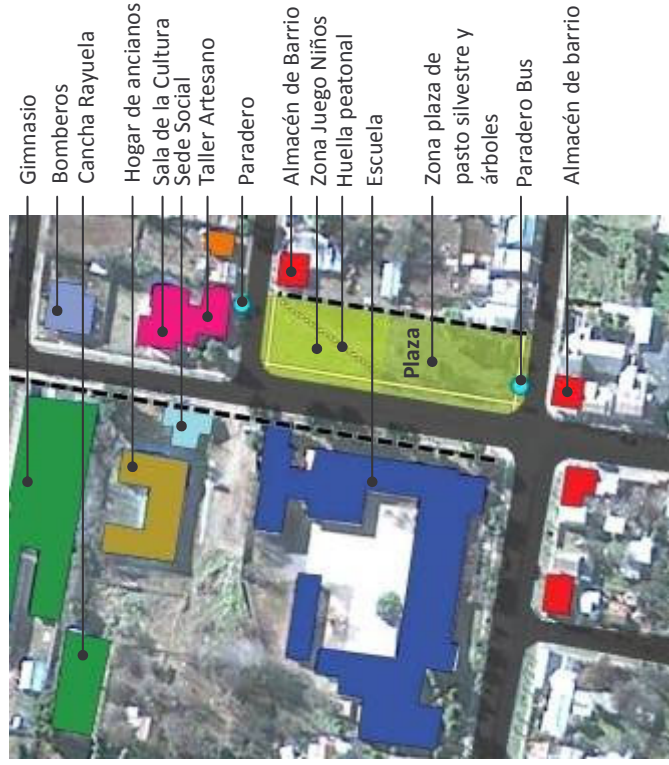 Gimnasio
Bomberos
Cancha Rayuela
Hogar de ancianos
Sala de la Cultura
Sede Social
Taller Artesano
Paradero
Almacén de Barrio
Zona Juego Niños
Huella peatonal
Escuela
Zona plaza de
pasto silvestre y
árboles
Paradero Bus
Almacén de barrio
Plaza